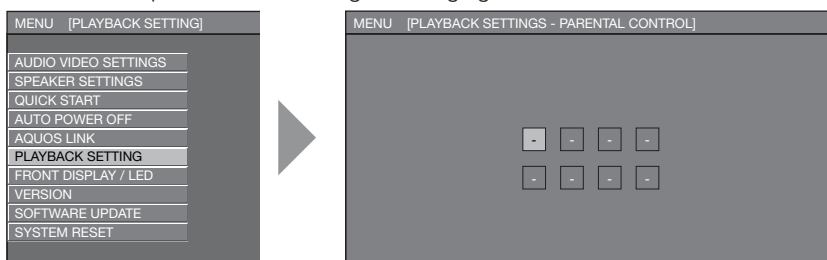 MENU [PLAYBACK SETTING]
AUDIO VIDEO SETTINGS
SPEAKER SETTINGS
QUICK START
AUTO POWER OFF
AQUOS LINK
PLAYBACK SETTING
FRONT DISPLAY / LED
VERSION
SOFTWARE UPDATE
SYSTEM RESET
MENU [PLAYBACK SETTINGS - PARENTAL CONTROL]
- - - -
- - - -